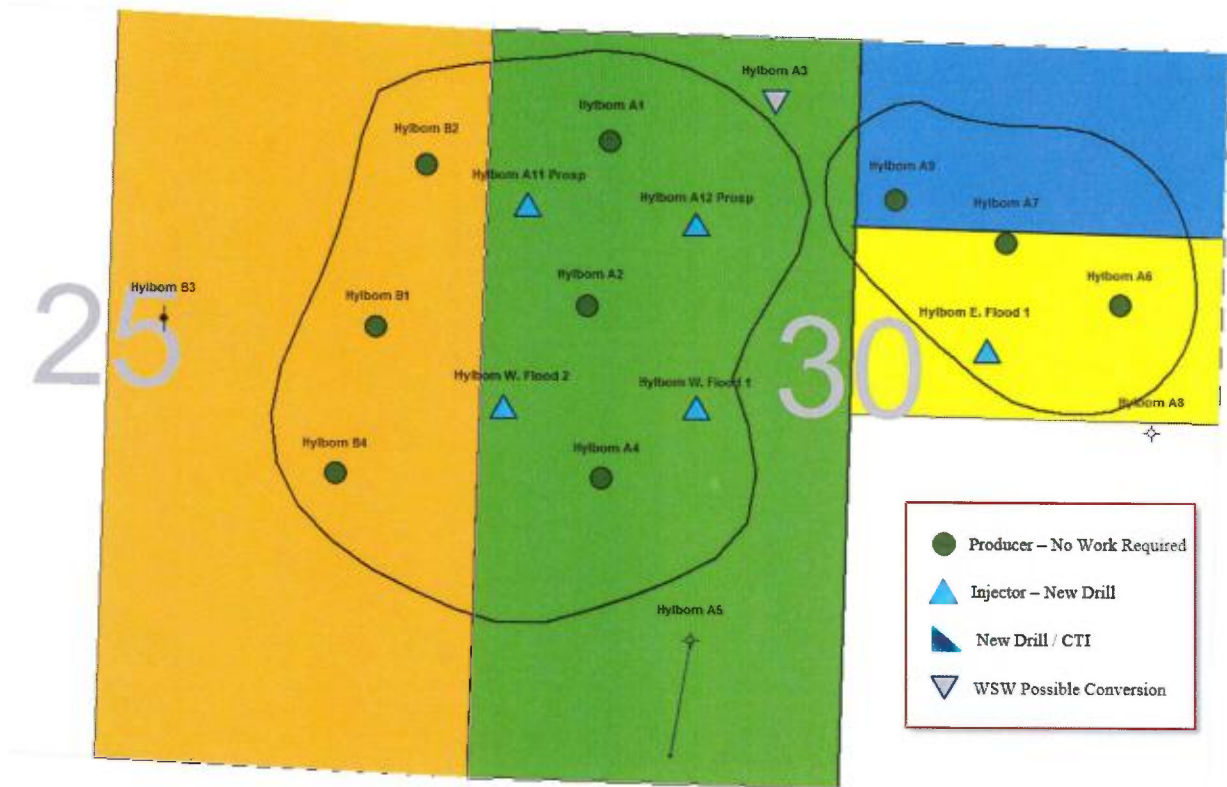 Hylbom A3
Hylbom A1
Hylbom B2
Hylbom A9
Hylbom A11 Prosp
Hylbom A12 Prosp
Hylbom A7
Hylbom A2
Hylbom A6
Hylbom B3
Hylbom B1
Hylbom E. Flood 1
25
30
Hylbom W. Flood 2
Hylbom W. Flood 1
Hylbom A8
Hylbom B4
Hylbom A4
Hylbom A5
Producer – No Work Required
Injector – New Drill
New Drill / CTI
WSW Possible Conversion